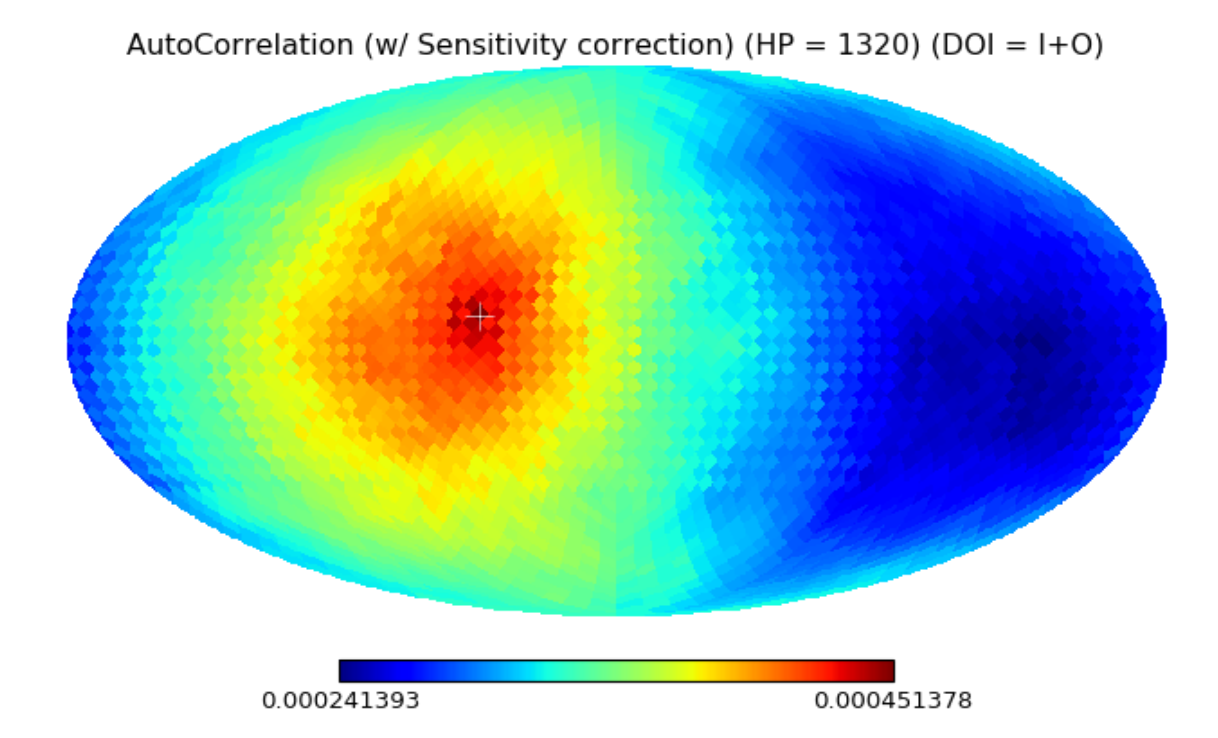 AutoCorrelation (w/ Sensitivity correction) (HP = 1320) (DOI = I+O)
0.000241393 0.000451378